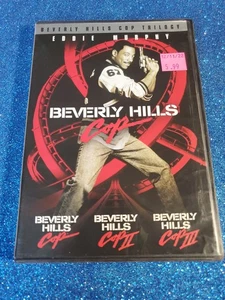 BEVERLY HILLS COP TRILOGY
EDDIE MURPHY
BEVERLY HILLS
Cop
BEVERLY HILLS Cop
BEVERLY HILLS Cop II
BEVERLY HILLS Cop III